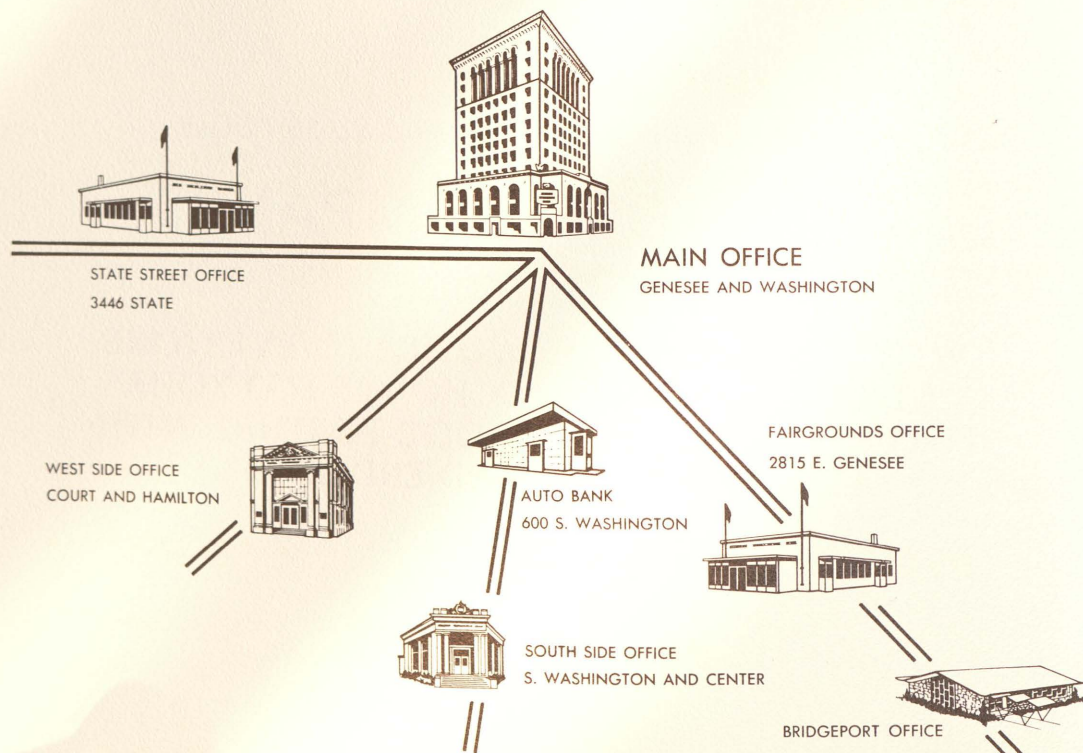 MAIN OFFICE
GENESEE AND WASHINGTON
STATE STREET OFFICE
3446 STATE
WEST SIDE OFFICE
COURT AND HAMILTON
AUTO BANK
600 S. WASHINGTON
FAIRGROUNDS OFFICE
2815 E. GENESEE
SOUTH SIDE OFFICE
S. WASHINGTON AND CENTER
BRIDGEPORT OFFICE